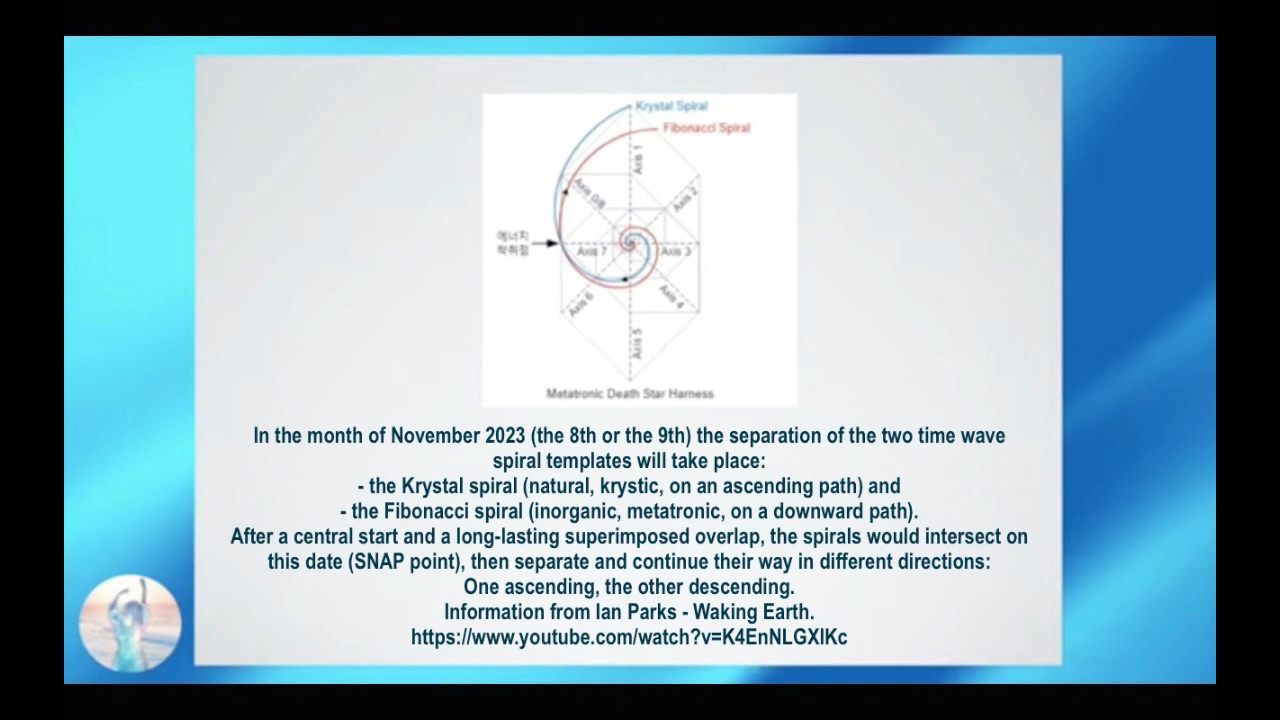 Krystal Spiral
Fibonacci Spiral
Axis 1
Axis 0/8
Axis 2
에너지
착취점
Axis 7
Axis 3
Axis 6
Axis 4
Axis 5
Metatronic Death Star Harness
In the month of November 2023 (the 8th or the 9th) the separation of the two time wave
spiral templates will take place:
- the Krystal spiral (natural, krystic, on an ascending path) and
- the Fibonacci spiral (inorganic, metatronic, on a downward path).
After a central start and a long-lasting superimposed overlap, the spirals would intersect on
this date (SNAP point), then separate and continue their way in different directions:
One ascending, the other descending.
Information from Ian Parks - Waking Earth.
https://www.youtube.com/watch?v=K4EnNLGXlKc